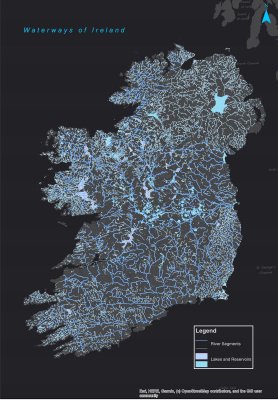 Waterways of Ireland
Legend
River Segments
Lakes and Reservoirs
Esri, HERE, Garmin, (c) OpenStreetMap contributors, and the GIS user
community